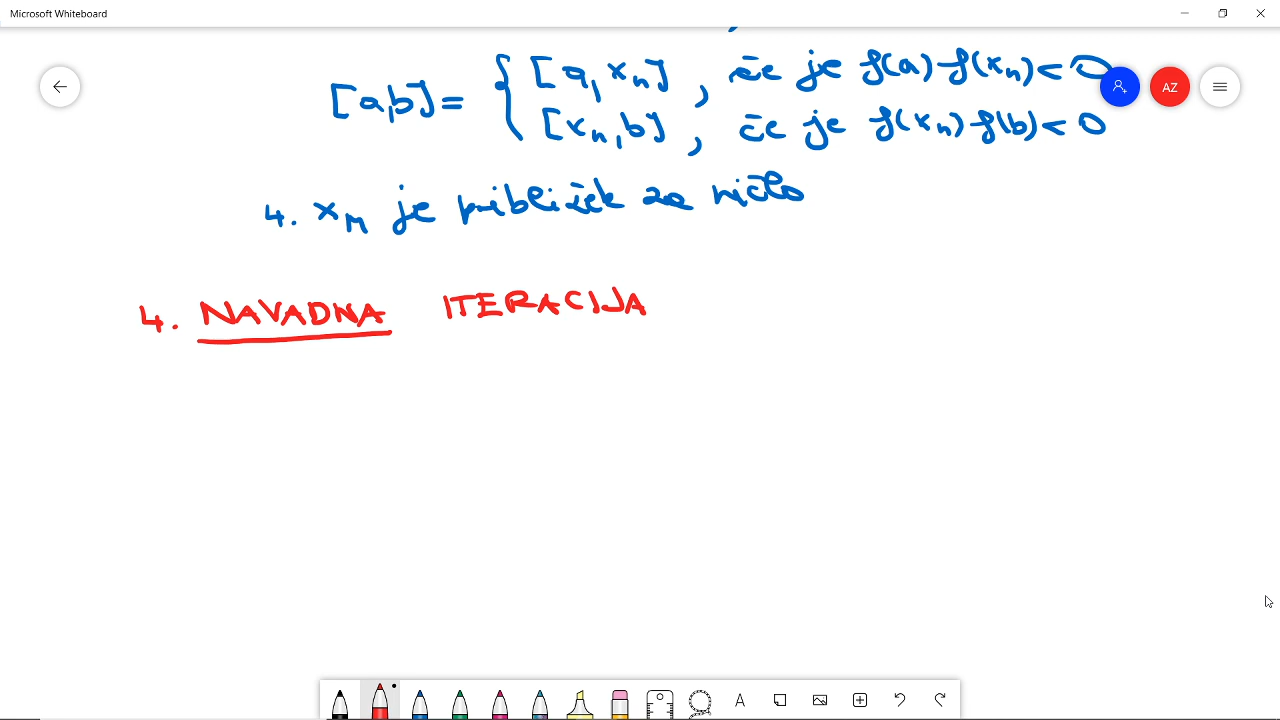 Microsoft Whiteboard
[a,b] = { [a, xn] , če je f(a) f(xn) < 0
[xn, b] , če je f(xn) f(b) < 0
AZ
4. xM je približek za ničlo
4. NAVADNA ITERACIJA
A